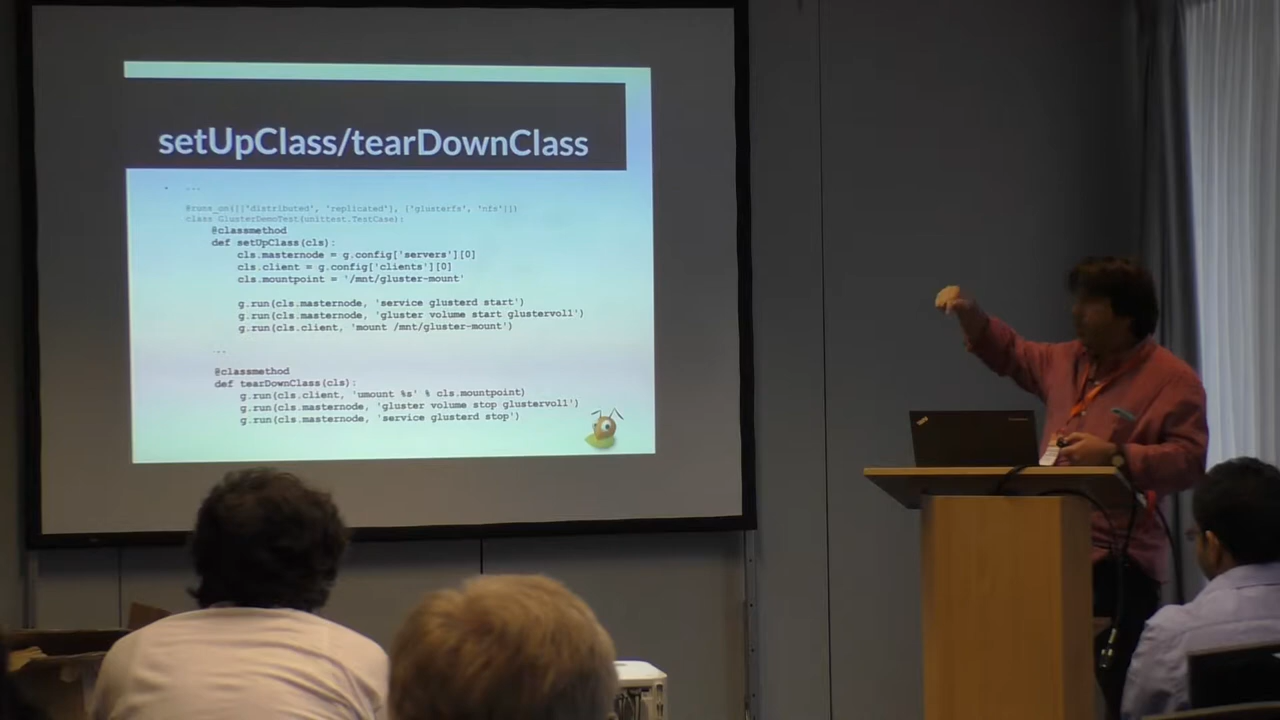 setUpClass/tearDownClass
...
@runs_on([['distributed', 'replicated'], ['glusterfs', 'nfs']])
class GlusterDemoTest(unittest.TestCase):
@classmethod
def setUpClass(cls):
cls.masternode = g.config['servers'][0]
cls.client = g.config['clients'][0]
cls.mountpoint = '/mnt/gluster-mount'
g.run(cls.masternode, 'service glusterd start')
g.run(cls.masternode, 'gluster volume start glustervol1')
g.run(cls.client, 'mount /mnt/gluster-mount')
...
@classmethod
def tearDownClass(cls):
g.run(cls.client, 'umount %s' % cls.mountpoint)
g.run(cls.masternode, 'gluster volume stop glustervol1')
g.run(cls.masternode, 'service glusterd stop')